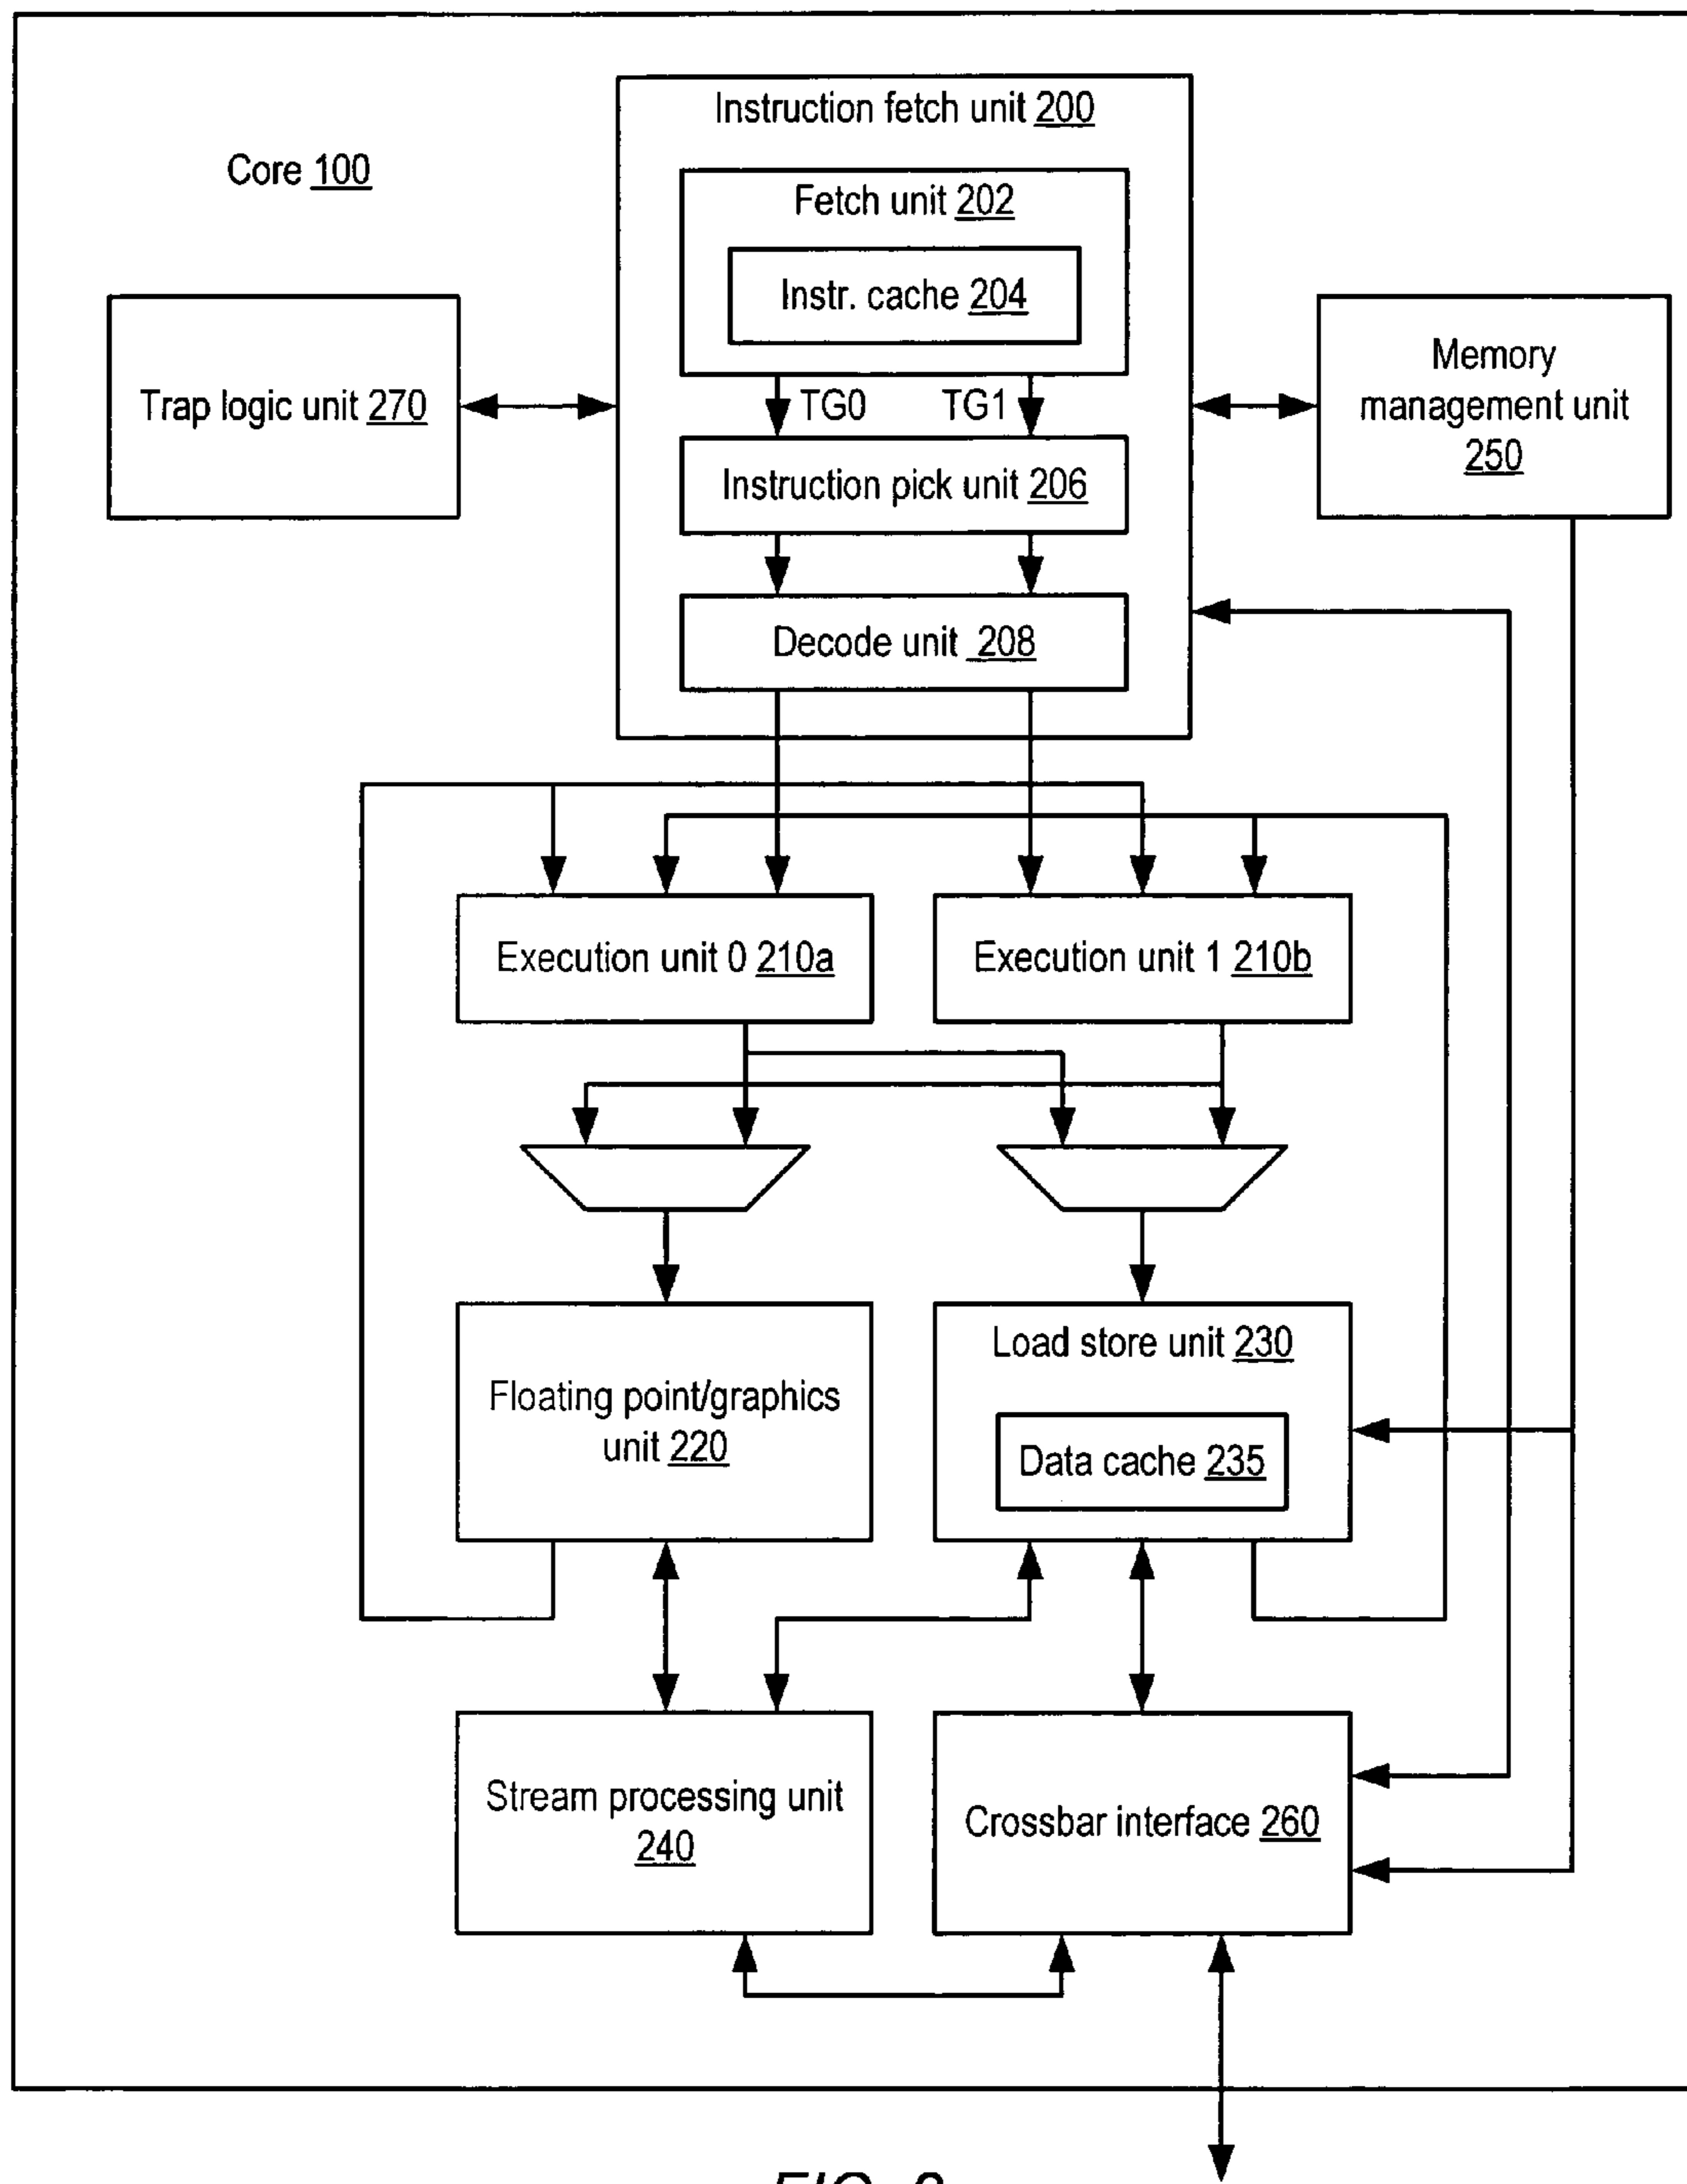 Core 100
Instruction fetch unit 200
Fetch unit 202
Instr. cache 204
TG0
TG1
Trap logic unit 270
Memory
management unit
250
Instruction pick unit 206
Decode unit 208
Execution unit 0 210a
Execution unit 1 210b
Floating point/graphics
unit 220
Load store unit 230
Data cache 235
Stream processing unit
240
Crossbar interface 260